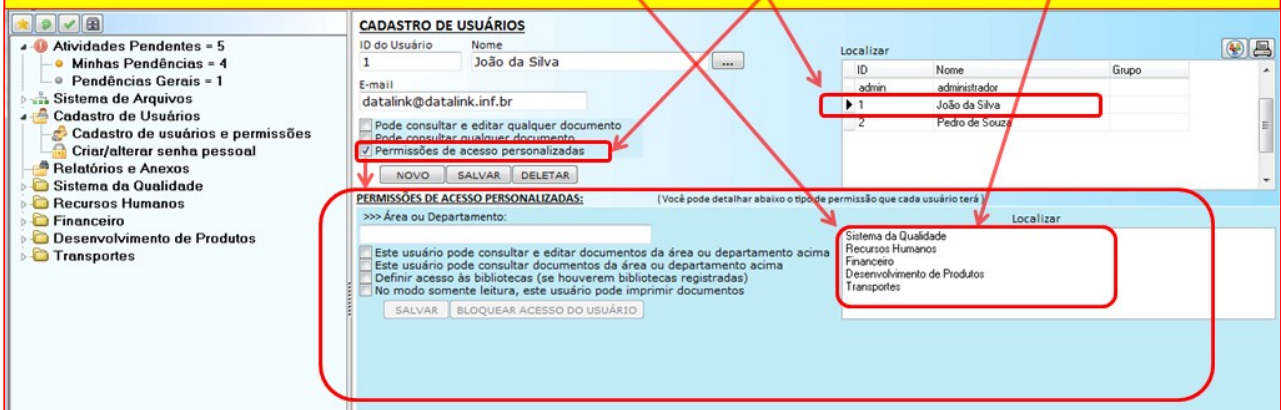 Atividades Pendentes = 5
Minhas Pendências = 4
Pendências Gerais = 1
Sistema de Arquivos
Cadastro de Usuários
Cadastro de usuários e permissões
Criar/alterar senha pessoal
Relatórios e Anexos
Sistema da Qualidade
Recursos Humanos
Financeiro
Desenvolvimento de Produtos
Transportes
CADASTRO DE USUÁRIOS
ID do Usuário Nome
1 João da Silva ...
E-mail
datalink@datalink.inf.br
Pode consultar e editar qualquer documento
Pode consultar qualquer documento
Permissões de acesso personalizadas
NOVO SALVAR DELETAR
Localizar
ID Nome Grupo
admin administrador
1 João da Silva
2 Pedro de Souza
PERMISSÕES DE ACESSO PERSONALIZADAS: (Você pode detalhar abaixo o tipo de permissão que cada usuário terá)
>>> Área ou Departamento:
Este usuário pode consultar e editar documentos da área ou departamento acima
Este usuário pode consultar documentos da área ou departamento acima
Definir acesso às bibliotecas (se houverem bibliotecas registradas)
No modo somente leitura, este usuário pode imprimir documentos
SALVAR BLOQUEAR ACESSO DO USUÁRIO
Localizar
Sistema da Qualidade
Recursos Humanos
Financeiro
Desenvolvimento de Produtos
Transportes